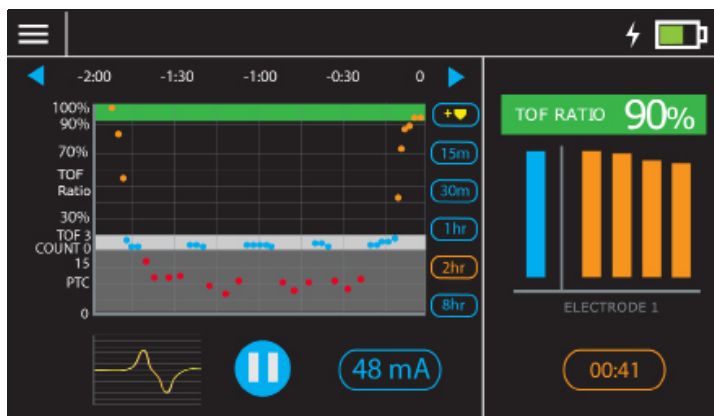 -2:00 -1:30 -1:00 -0:30 0
100%
90%
70%
TOF
Ratio
30%
TOF 3
COUNT 0
15
PTC
0
+
15m
30m
1hr
2hr
8hr
48 mA
TOF RATIO 90%
ELECTRODE 1
00:41